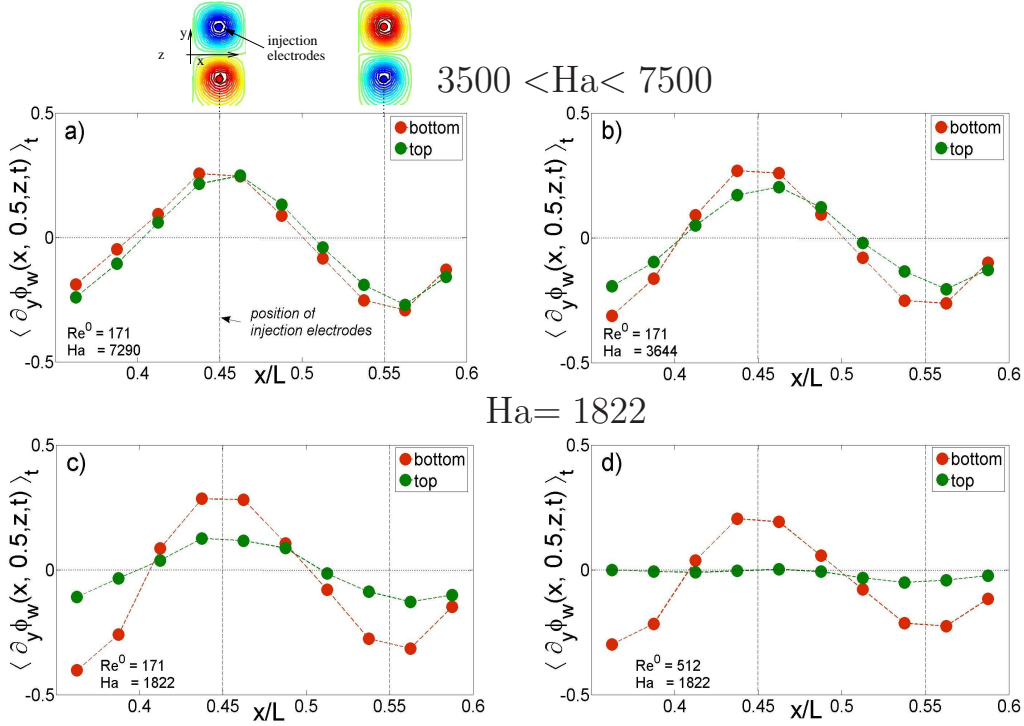 y
injection
electrodes
z
x
3500 <Ha< 7500
a)
bottom
top
⟨ ∂yϕw(x, 0.5,z,t) ⟩t
0.5
0
-0.5
position of
injection electrodes
Re⁰ = 171
Ha = 7290
0.4
0.45
0.5
0.55
0.6
x/L
b)
bottom
top
⟨ ∂yϕw(x, 0.5,z,t) ⟩t
0.5
0
-0.5
Re⁰ = 171
Ha = 3644
0.4
0.45
0.5
0.55
0.6
x/L
Ha= 1822
c)
bottom
top
⟨ ∂yϕw(x, 0.5,z,t) ⟩t
0.5
0
-0.5
Re⁰ = 171
Ha = 1822
0.4
0.45
0.5
0.55
0.6
x/L
d)
bottom
top
⟨ ∂yϕw(x, 0.5,z,t) ⟩t
0.5
0
-0.5
Re⁰ = 512
Ha = 1822
0.4
0.45
0.5
0.55
0.6
x/L